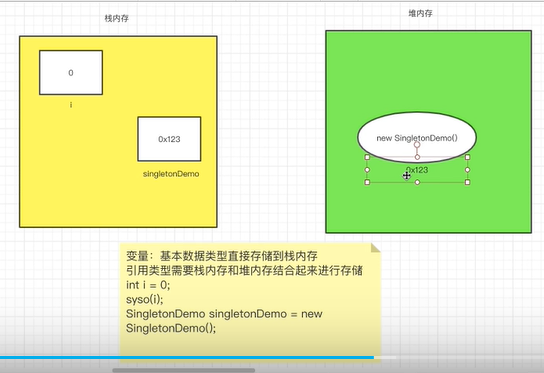 栈内存
堆内存
0
i
0x123
singletonDemo
new SingletonDemo()
0x123
变量：基本数据类型直接存储到栈内存
引用类型需要栈内存和堆内存结合起来进行存储
int i = 0;
syso(i);
SingletonDemo singletonDemo = new
SingletonDemo();